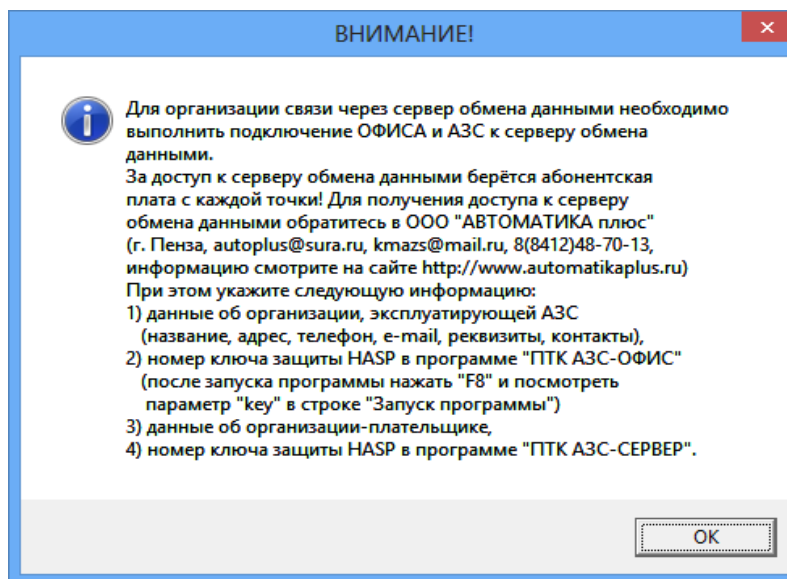 ВНИМАНИЕ!
Для организации связи через сервер обмена данными необходимо
выполнить подключение ОФИСА и АЗС к серверу обмена
данными.
За доступ к серверу обмена данными берётся абонентская
плата с каждой точки! Для получения доступа к серверу
обмена данными обратитесь в ООО "АВТОМАТИКА плюс"
(г. Пенза, autoplus@sura.ru, kmazs@mail.ru, 8(8412)48-70-13,
информацию смотрите на сайте http://www.automatikaplus.ru)
При этом укажите следующую информацию:
1) данные об организации, эксплуатирующей АЗС
(название, адрес, телефон, e-mail, реквизиты, контакты),
2) номер ключа защиты HASP в программе "ПТК АЗС-ОФИС"
(после запуска программы нажать "F8" и посмотреть
параметр "key" в строке "Запуск программы")
3) данные об организации-плательщике,
4) номер ключа защиты HASP в программе "ПТК АЗС-СЕРВЕР".
OK